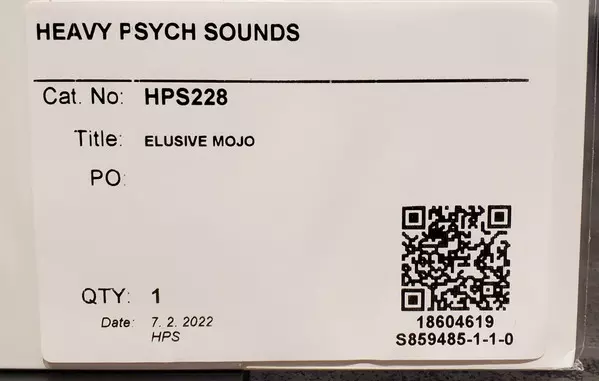 HEAVY PSYCH SOUNDS
Cat. No: HPS228
Title: ELUSIVE MOJO
PO:
QTY: 1
Date: 7. 2. 2022
HPS
18604619
S859485-1-1-0